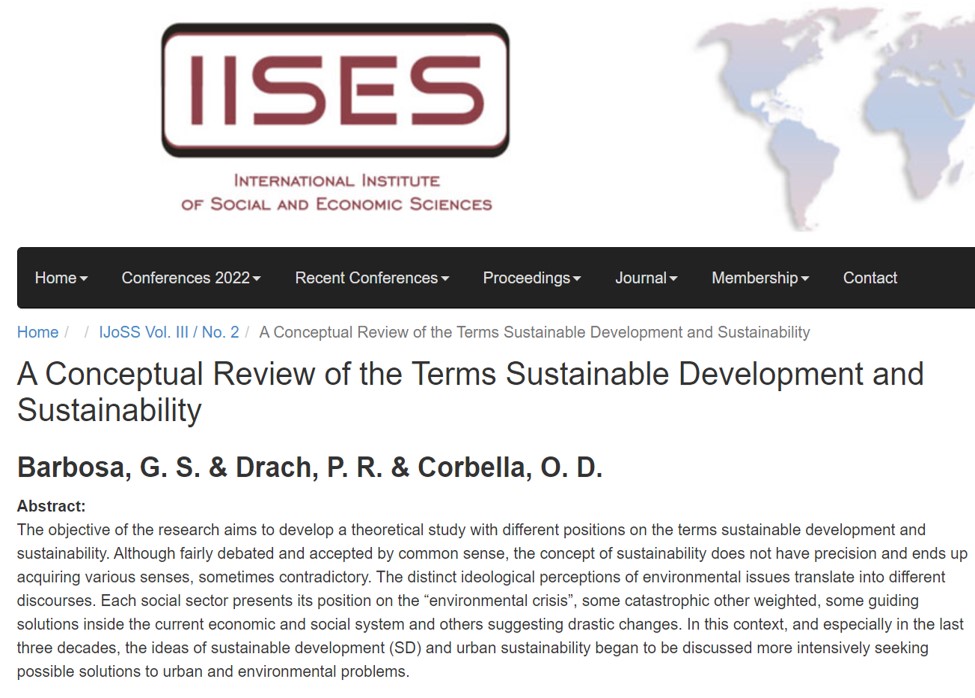 IISES
INTERNATIONAL INSTITUTE
OF SOCIAL AND ECONOMIC SCIENCES
Home Conferences 2022 Recent Conferences Proceedings Journal Membership Contact
Home / / IJoSS Vol. III / No. 2 / A Conceptual Review of the Terms Sustainable Development and Sustainability
A Conceptual Review of the Terms Sustainable Development and
Sustainability
Barbosa, G. S. & Drach, P. R. & Corbella, O. D.
Abstract:
The objective of the research aims to develop a theoretical study with different positions on the terms sustainable development and
sustainability. Although fairly debated and accepted by common sense, the concept of sustainability does not have precision and ends up
acquiring various senses, sometimes contradictory. The distinct ideological perceptions of environmental issues translate into different
discourses. Each social sector presents its position on the “environmental crisis”, some catastrophic other weighted, some guiding
solutions inside the current economic and social system and others suggesting drastic changes. In this context, and especially in the last
three decades, the ideas of sustainable development (SD) and urban sustainability began to be discussed more intensively seeking
possible solutions to urban and environmental problems.